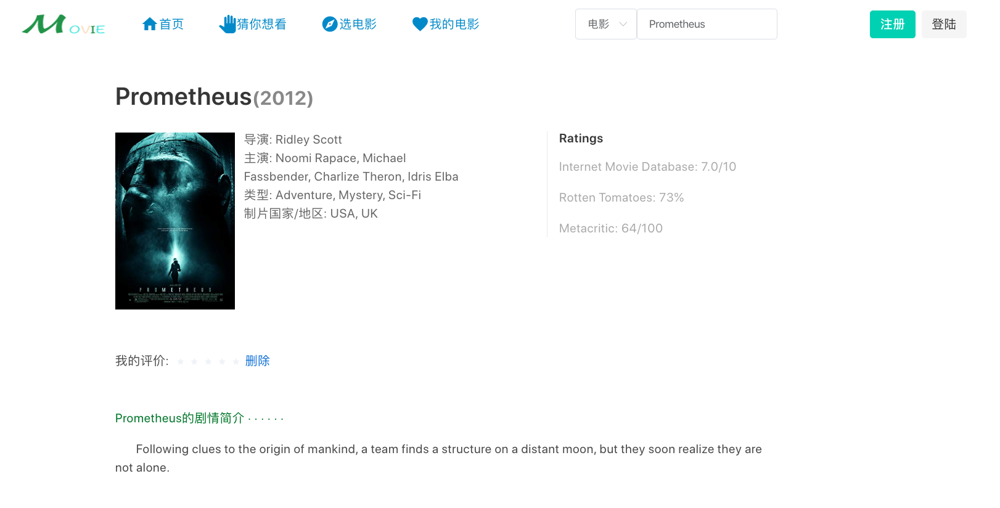 MOVIE 首页 猜你想看 选电影 我的电影 电影 Prometheus 注册 登陆
Prometheus(2012)
导演: Ridley Scott
主演: Noomi Rapace, Michael
Fassbender, Charlize Theron, Idris Elba
类型: Adventure, Mystery, Sci-Fi
制片国家/地区: USA, UK
PROMETHEUS
Ratings
Internet Movie Database: 7.0/10
Rotten Tomatoes: 73%
Metacritic: 64/100
我的评价: 删除
Prometheus的剧情简介 · · · · · ·
Following clues to the origin of mankind, a team finds a structure on a distant moon, but they soon realize they are
not alone.